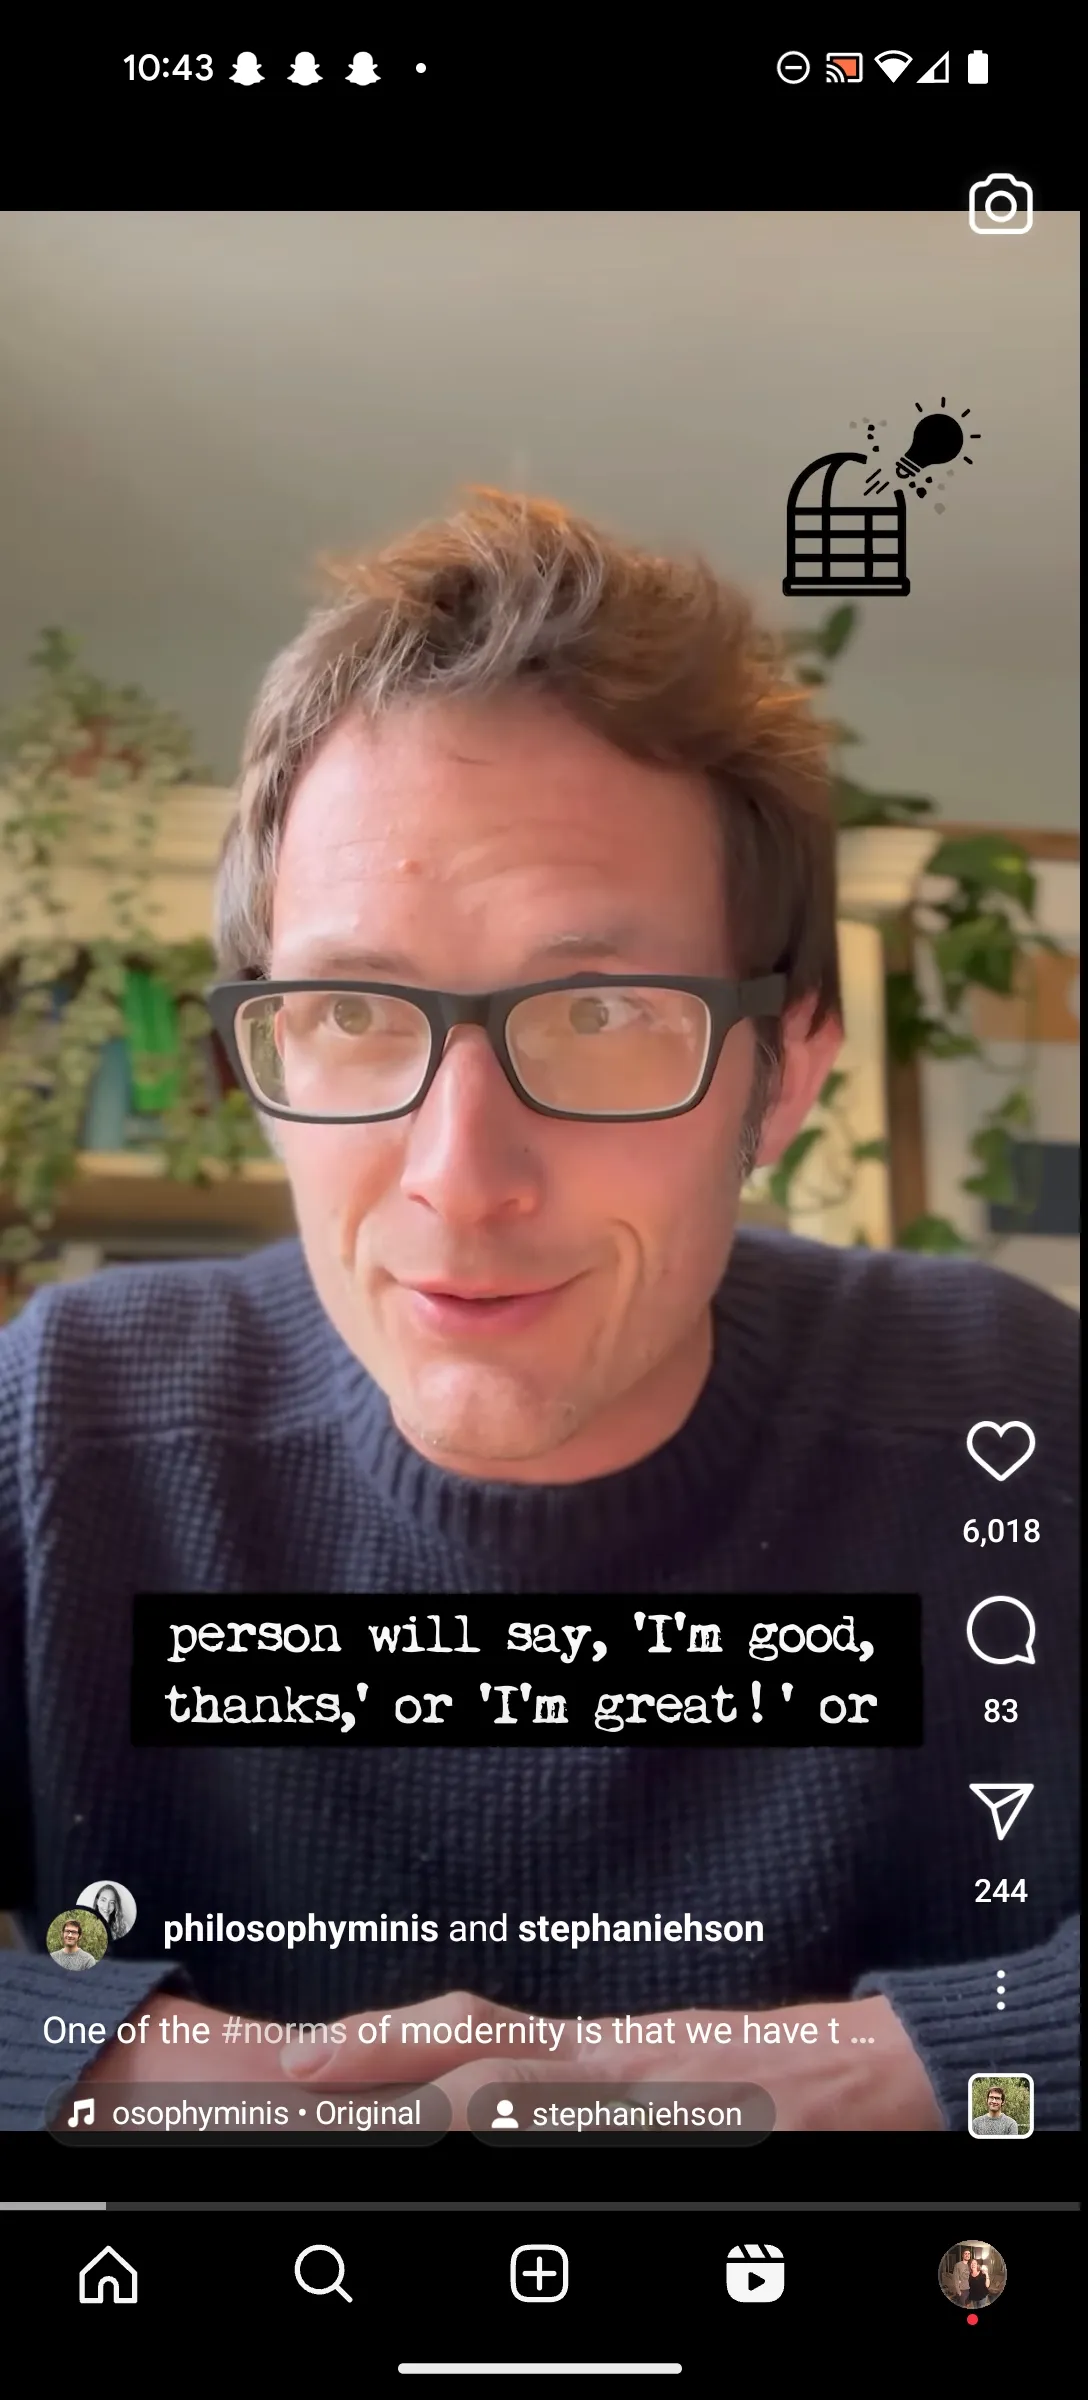 10:43
6,018
person will say, 'I'm good,
thanks,' or 'I'm great!' or
83
244
philosophyminis and stephaniehson
One of the #norms of modernity is that we have t ...
osophyminis • Original
stephaniehson